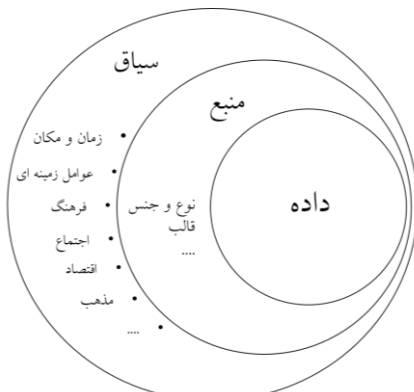 سیاق
منبع
داده
• زمان و مکان
• عوامل زمینه ای
• فرهنگ
• اجتماع
• اقتصاد
• مذهب
• ....
نوع و جنس
قالب
....